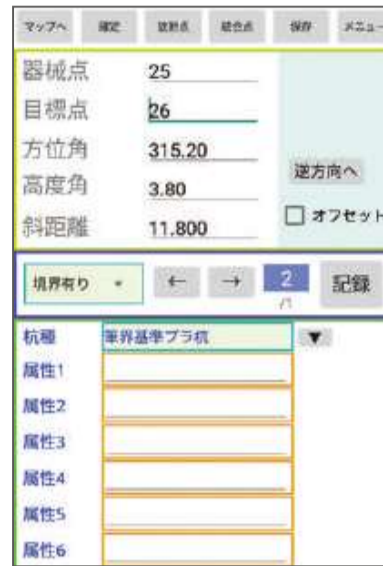 マップへ 確定 放射点 結合点 保存 メニュー
器械点 25
目標点 26
方位角 315.20
高度角 3.80
逆方向へ
斜距離 11.800
オフセット
境界有り ← → 2 記録
/1
杭種 筆界基準プラ杭 ▼
属性1
属性2
属性3
属性4
属性5
属性6